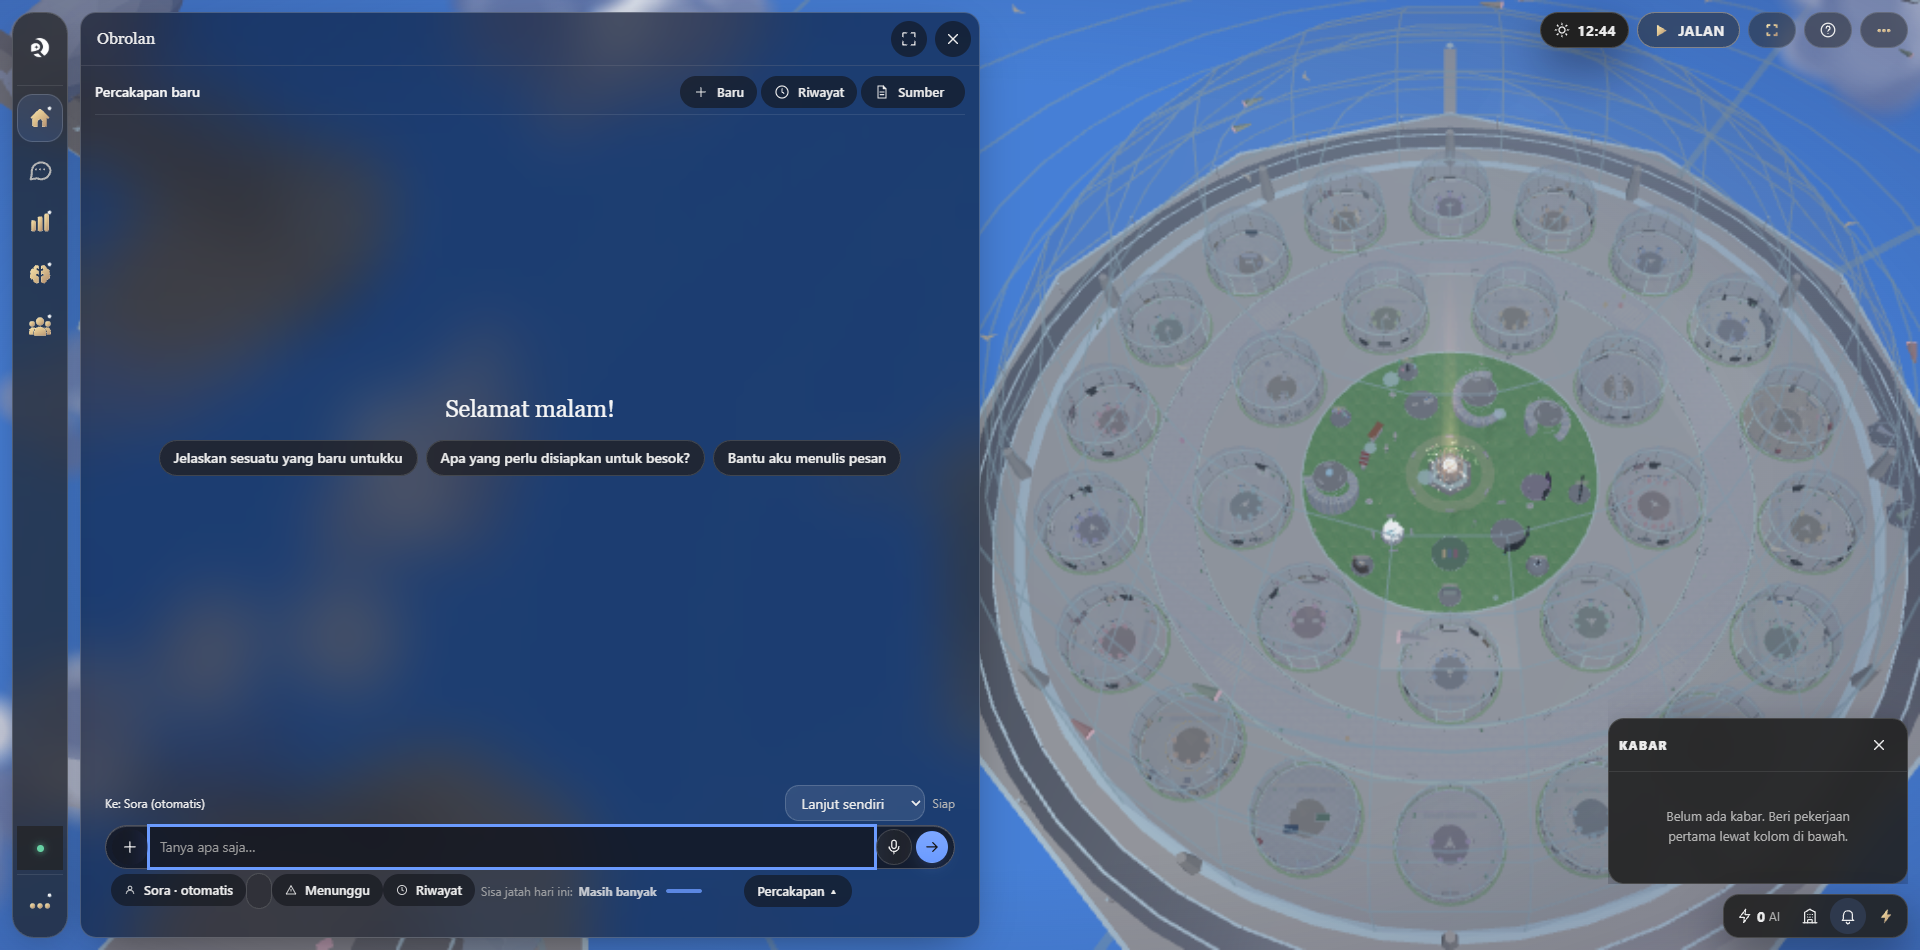 Obrolan
12:44
JALAN
Percakapan baru
Baru
Riwayat
Sumber
Selamat malam!
Jelaskan sesuatu yang baru untukku
Apa yang perlu disiapkan untuk besok?
Bantu aku menulis pesan
KABAR
Belum ada kabar. Beri pekerjaan
pertama lewat kolom di bawah.
Ke: Sora (otomatis)
Lanjut sendiri
Siap
Tanya apa saja...
Sora · otomatis
Menunggu
Riwayat
Sisa jatah hari ini: Masih banyak
Percakapan
0 AI